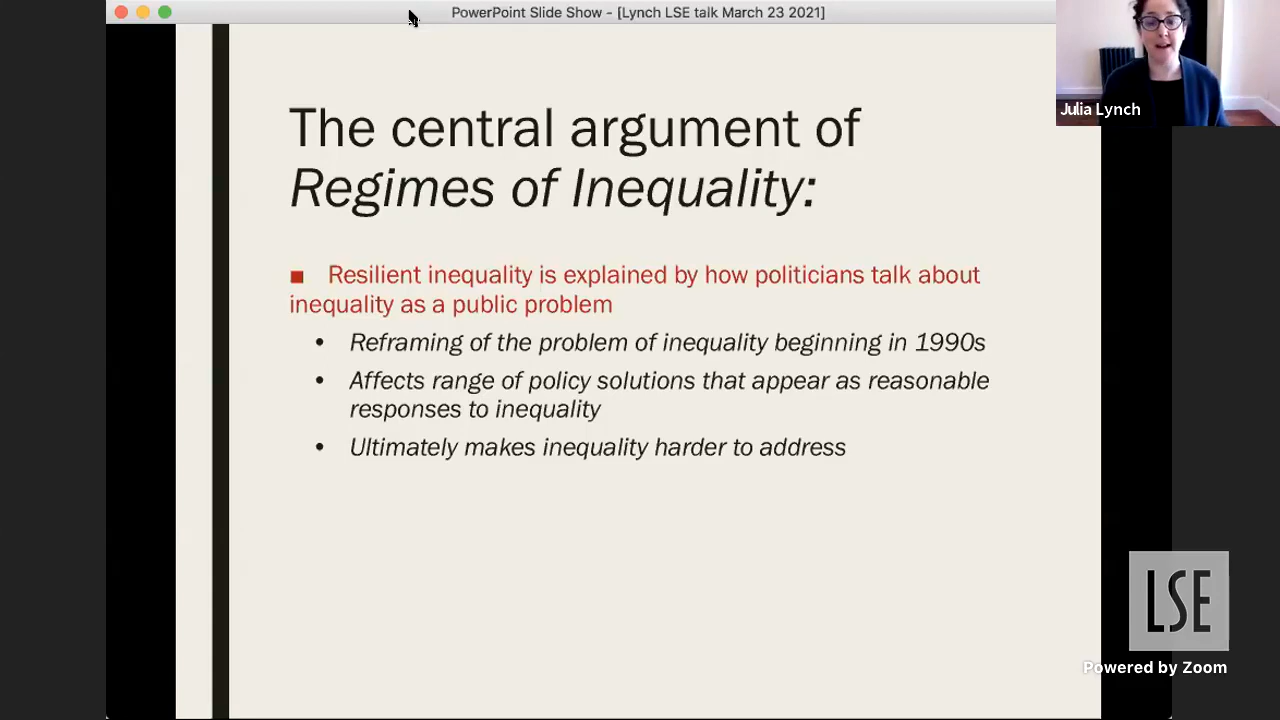 PowerPoint Slide Show - [Lynch LSE talk March 23 2021]
Julia Lynch
The central argument of
Regimes of Inequality:
■ Resilient inequality is explained by how politicians talk about
inequality as a public problem
• Reframing of the problem of inequality beginning in 1990s
• Affects range of policy solutions that appear as reasonable
responses to inequality
• Ultimately makes inequality harder to address
LSE
Powered by Zoom